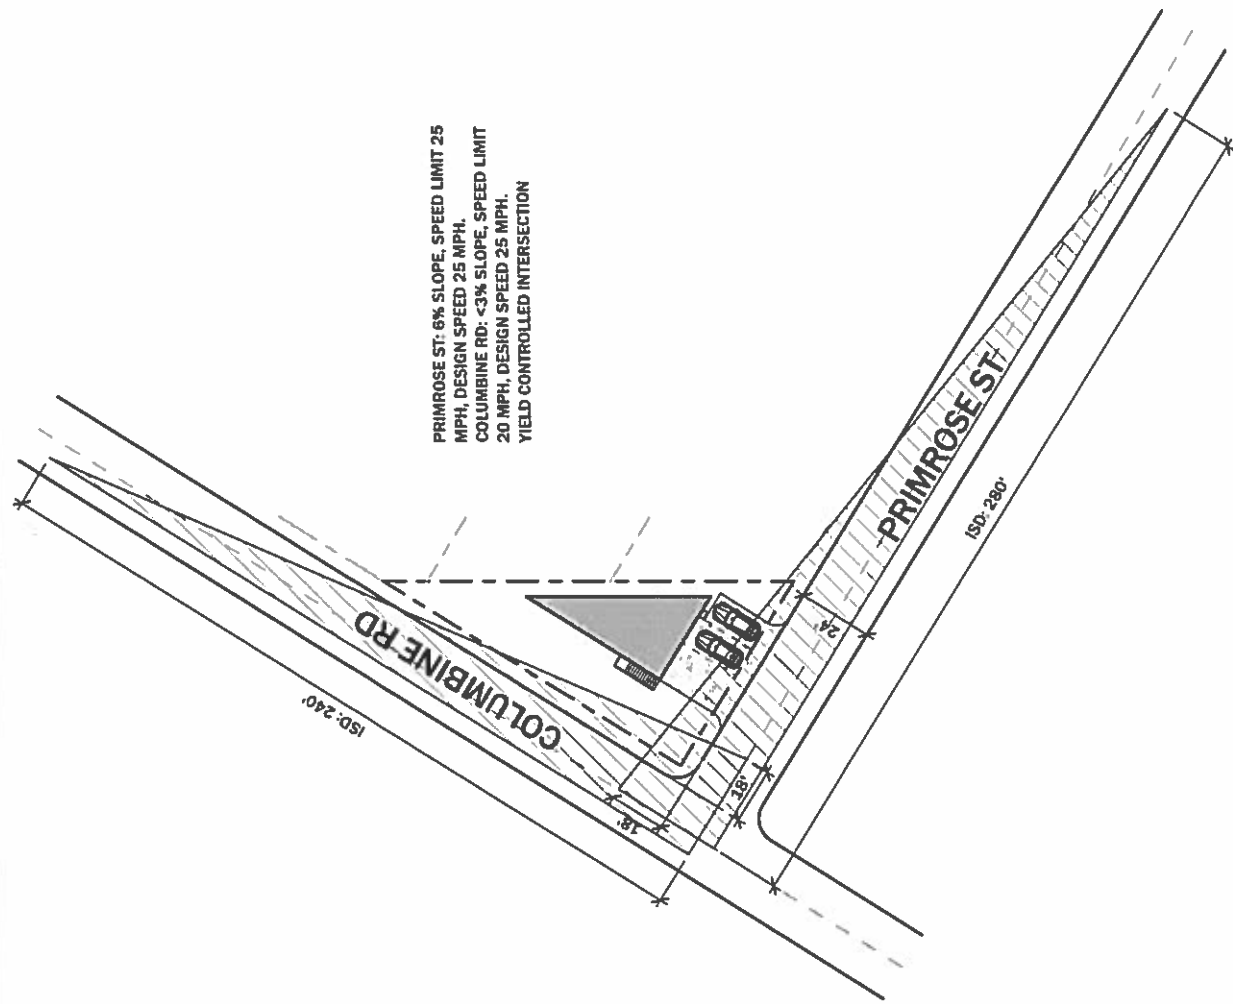 PRIMROSE ST: 6% SLOPE, SPEED LIMIT 25
MPH, DESIGN SPEED 25 MPH.
COLUMBINE RD: <3% SLOPE, SPEED LIMIT
20 MPH, DESIGN SPEED 25 MPH.
YIELD CONTROLLED INTERSECTION
COLUMBINE RD
ISD: 240'
PRIMROSE ST
ISD: 280'
24'
18'
18'